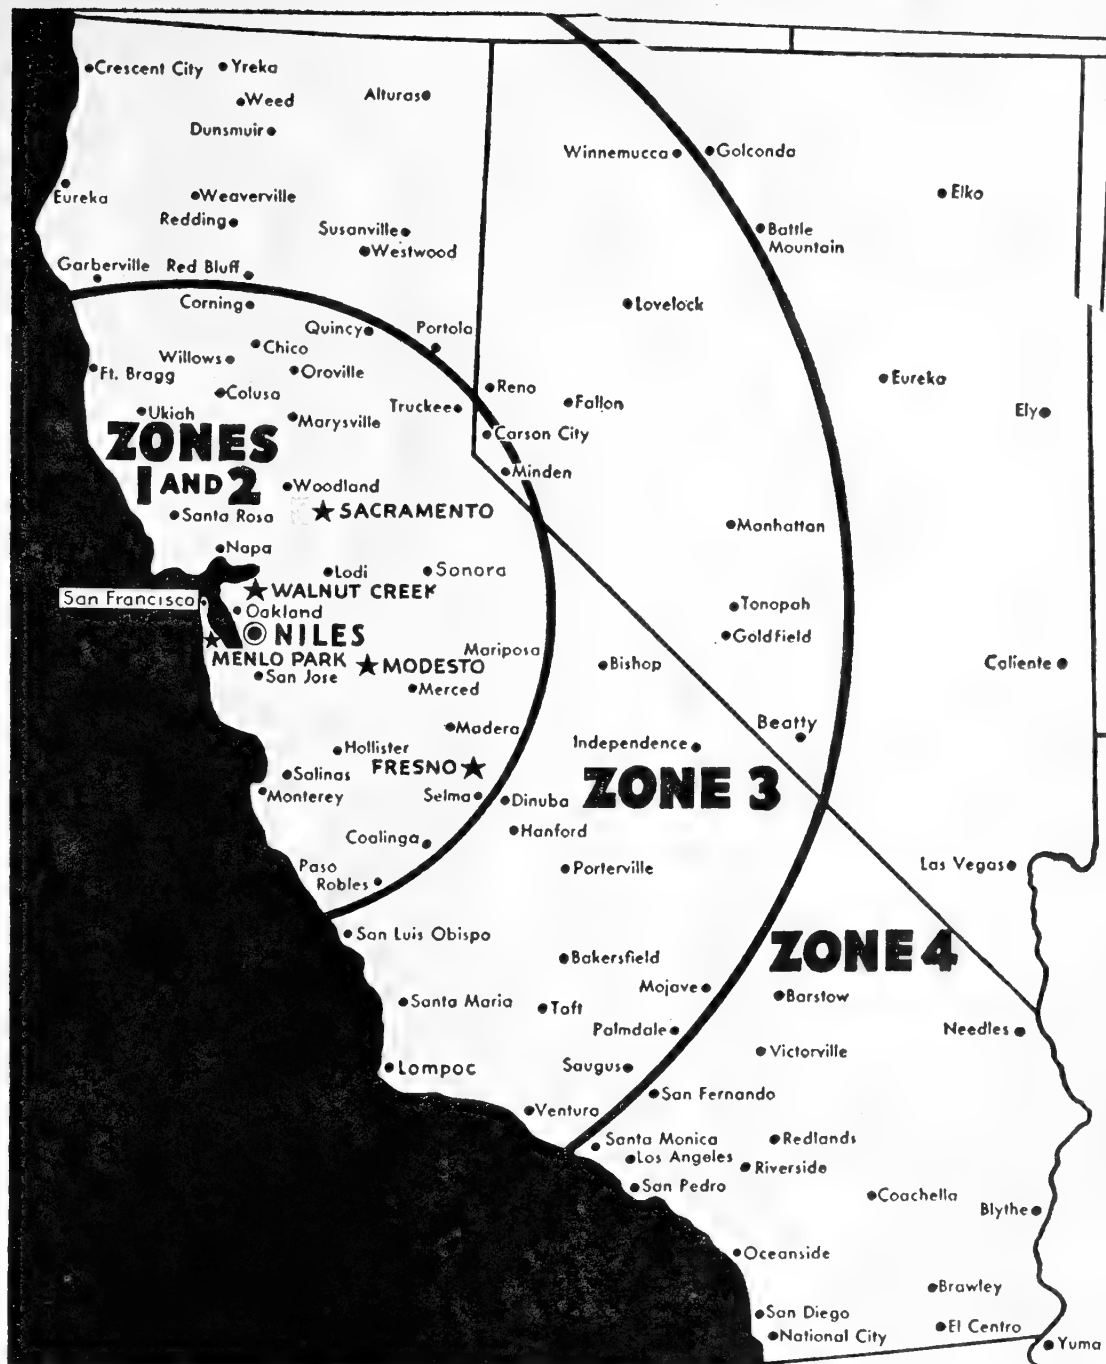 Crescent City
Yreka
Weed
Alturas
Dunsmuir
Winnemucca
Golconda
Eureka
Weaverville
Elko
Redding
Susanville
Westwood
Battle
Mountain
Garberville
Red Bluff
Corning
Lovelock
Quincy
Portola
Chico
Willows
Ft. Bragg
Oroville
Eureka
Colusa
Reno
Fallon
Ukiah
Marysville
Truckee
Ely
Carson City
ZONES
1 AND 2
Minden
Woodland
Santa Rosa
SACRAMENTO
Manhattan
Napa
Lodi
Sonora
WALNUT CREEK
San Francisco
Oakland
Tonopah
NILES
Goldfield
MENLO PARK
MODESTO
Mariposa
Bishop
Caliente
San Jose
Merced
Madera
Beatty
Hollister
Independence
FRESNO
Salinas
ZONE 3
Monterey
Selma
Dinuba
Hanford
Coalinga
Paso
Robles
Porterville
Las Vegas
San Luis Obispo
ZONE 4
Bakersfield
Mojave
Barstow
Santa Maria
Taft
Palmdale
Needles
Victorville
Lompoc
Saugus
San Fernando
Ventura
Santa Monica
Redlands
Los Angeles
Riverside
San Pedro
Coachella
Blythe
Oceanside
Brawley
San Diego
El Centro
National City
Yuma